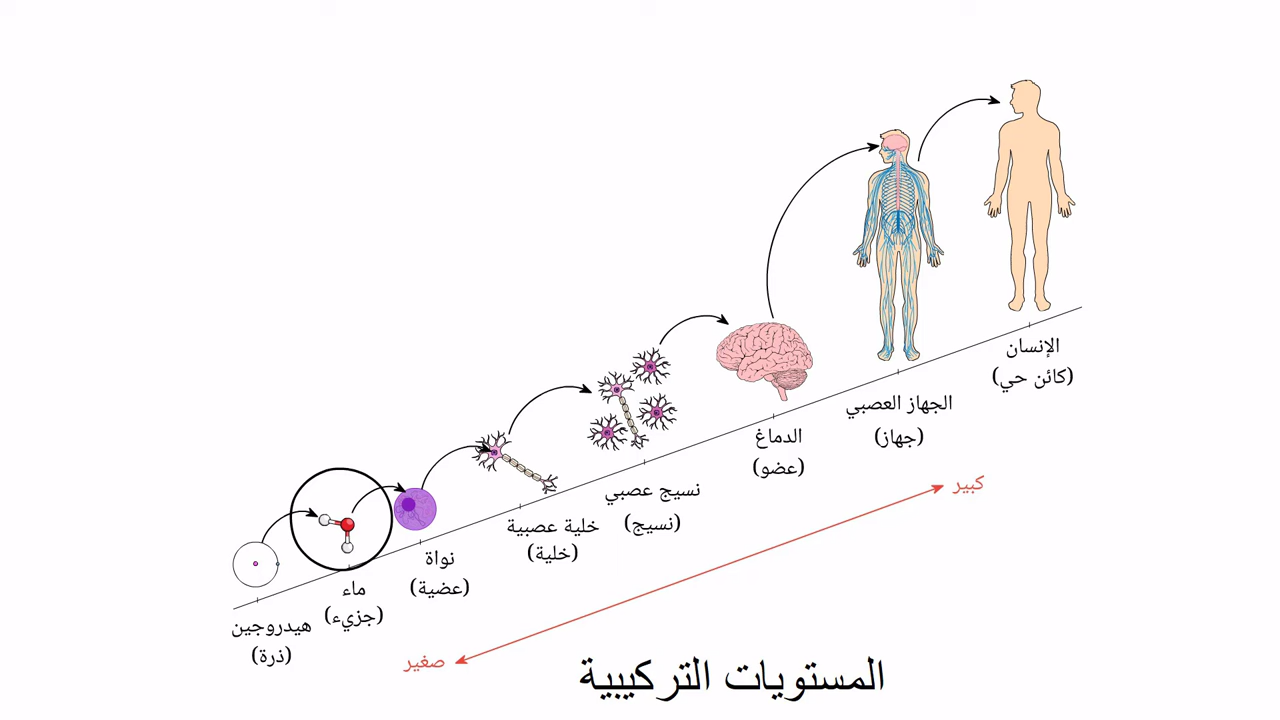 الإنسان
(كائن حي)
الجهاز العصبي
(جهاز)
الدماغ
(عضو)
نسيج عصبي
(نسيج)
خلية عصبية
(خلية)
نواة
(عضية)
ماء
(جزيء)
هيدروجين
(ذرة)
كبير
صغير
المستويات التركيبية